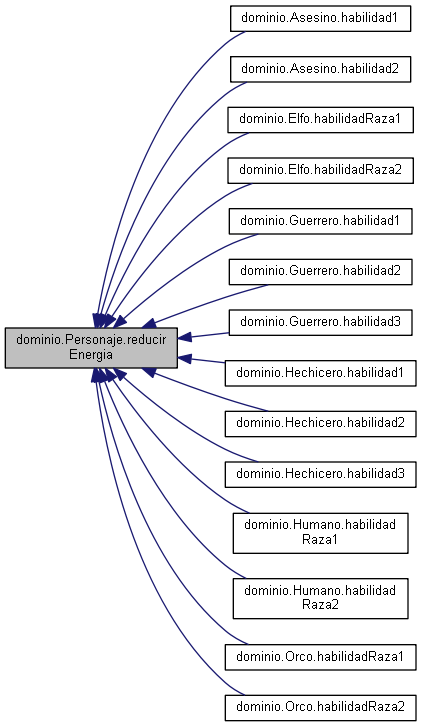 dominio.Asesino.habilidad1
dominio.Asesino.habilidad2
dominio.Elfo.habilidadRaza1
dominio.Elfo.habilidadRaza2
dominio.Guerrero.habilidad1
dominio.Guerrero.habilidad2
dominio.Guerrero.habilidad3
dominio.Personaje.reducir
Energia
dominio.Hechicero.habilidad1
dominio.Hechicero.habilidad2
dominio.Hechicero.habilidad3
dominio.Humano.habilidad
Raza1
dominio.Humano.habilidad
Raza2
dominio.Orco.habilidadRaza1
dominio.Orco.habilidadRaza2